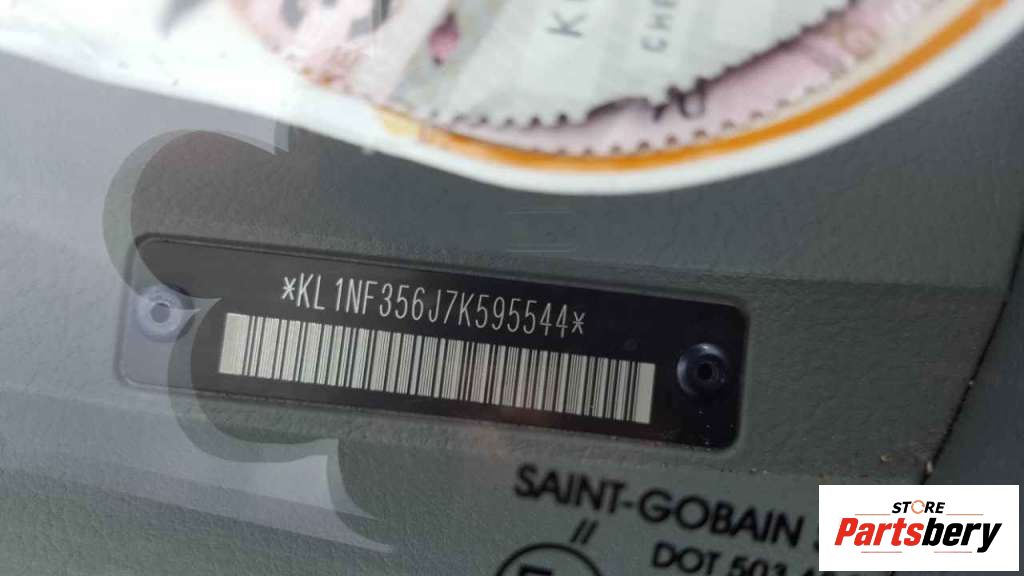 *KL1NF356J7K595544*
SAINT-GOBAIN
DOT 503
STORE
Partsbery